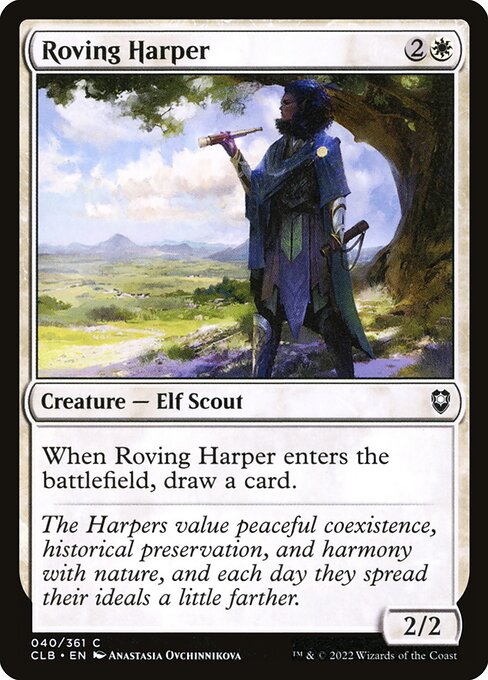 Roving Harper 2
Creature — Elf Scout
When Roving Harper enters the
battlefield, draw a card.
The Harpers value peaceful coexistence,
historical preservation, and harmony
with nature, and each day they spread
their ideals a little farther.
2/2
040/361 C
CLB • EN Anastasia Ovchinnikova
™ & © 2022 Wizards of the Coast